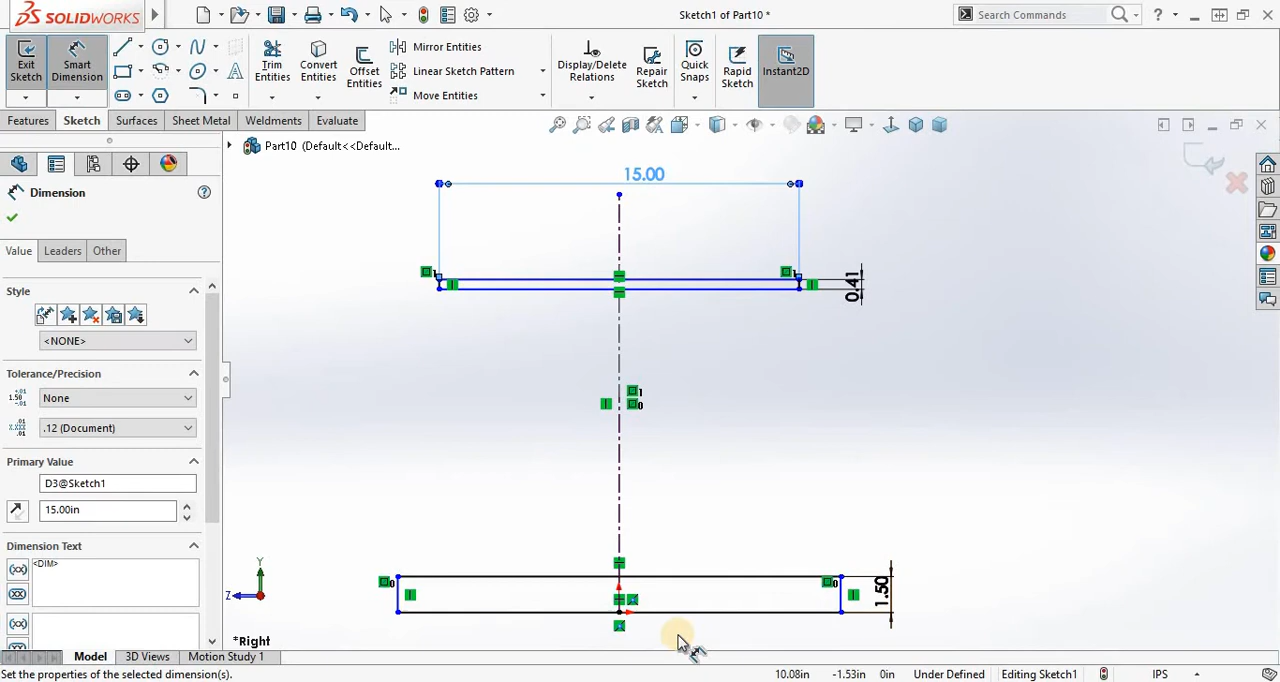 SOLIDWORKS
Sketch1 of Part10 *
Search Commands
?
Exit Sketch
Smart Dimension
Trim Entities
Convert Entities
Offset Entities
Mirror Entities
Linear Sketch Pattern
Move Entities
Display/Delete Relations
Repair Sketch
Quick Snaps
Rapid Sketch
Instant2D
Features
Sketch
Surfaces
Sheet Metal
Weldments
Evaluate
Part10 (Default<<Default...
Dimension
Value
Leaders
Other
Style
<NONE>
Tolerance/Precision
None
.12 (Document)
Primary Value
D3@Sketch1
15.00in
Dimension Text
<DIM>
15.00
0.41
1.50
Y
Z
*Right
Model
3D Views
Motion Study 1
Set the properties of the selected dimension(s).
10.08in
-1.53in
0in
Under Defined
Editing Sketch1
IPS